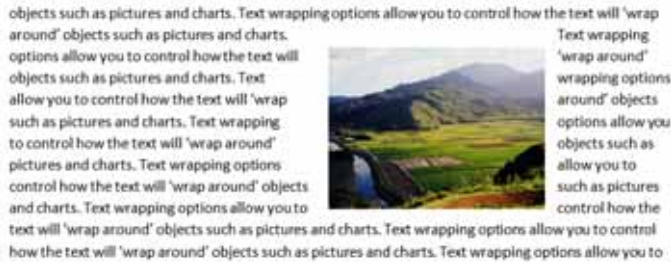 objects such as pictures and charts. Text wrapping options allow you to control how the text will 'wrap
around' objects such as pictures and charts. Text wrapping
options allow you to control how the text will 'wrap around'
objects such as pictures and charts. Text wrapping options
allow you to control how the text will 'wrap around' objects
such as pictures and charts. Text wrapping options allow you
to control how the text will 'wrap around' objects such as
pictures and charts. Text wrapping options allow you to
control how the text will 'wrap around' objects such as pictures
and charts. Text wrapping options allow you to control how the
text will 'wrap around' objects such as pictures and charts. Text wrapping options allow you to control
how the text will 'wrap around' objects such as pictures and charts. Text wrapping options allow you to